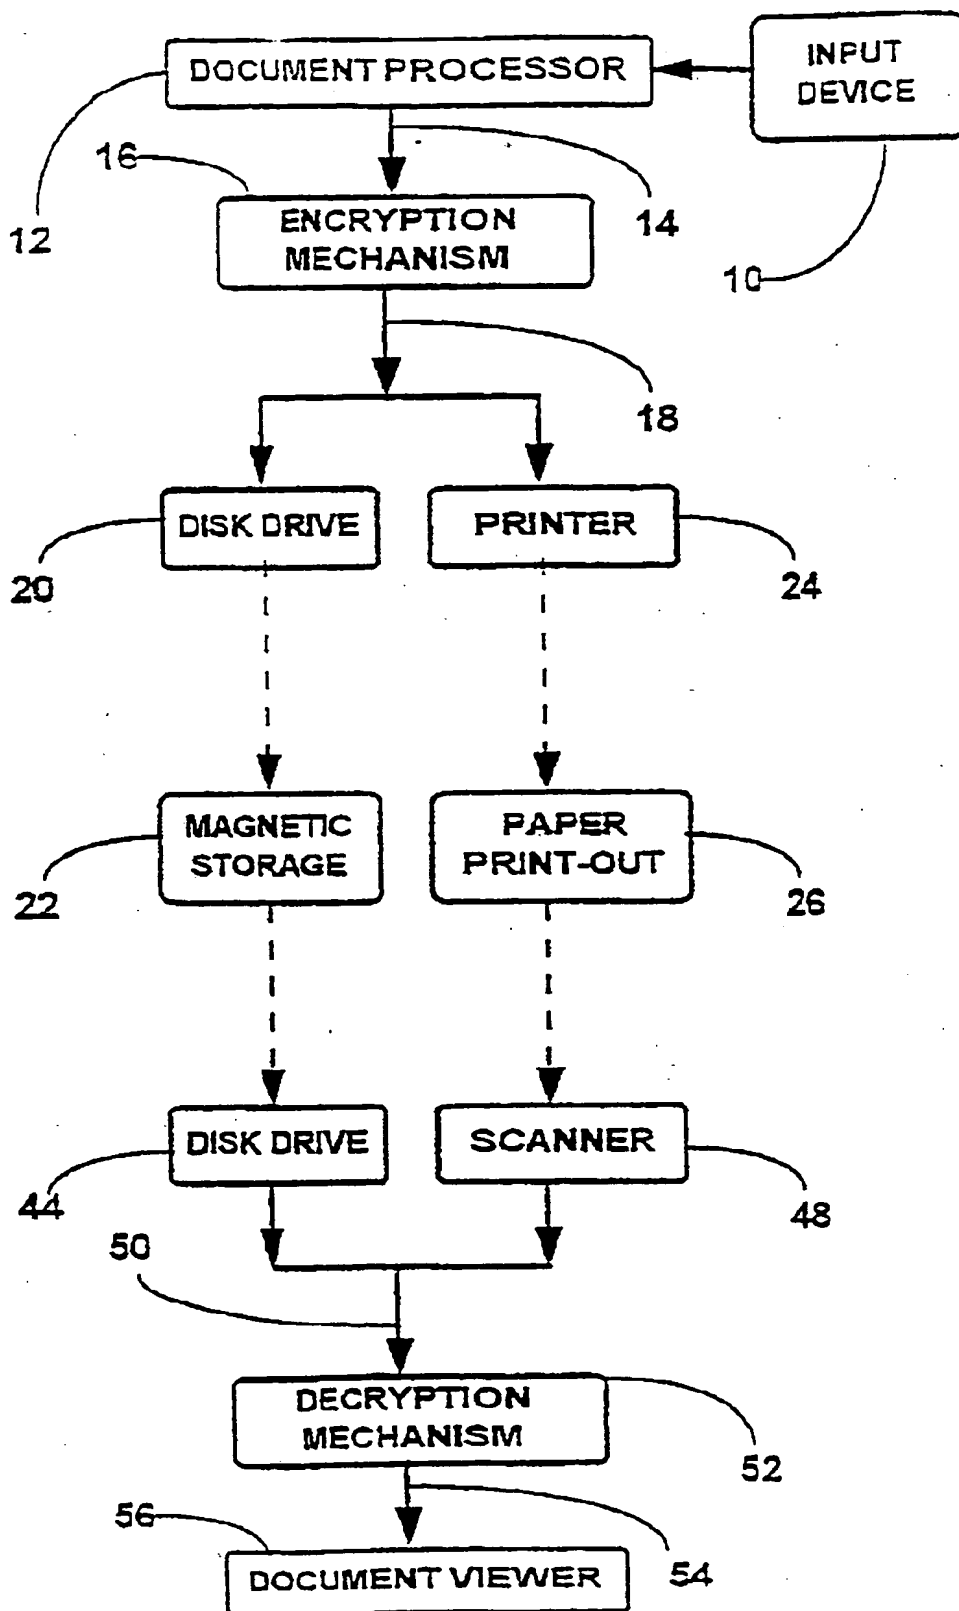 DOCUMENT PROCESSOR
INPUT
DEVICE
12
16
14
10
ENCRYPTION
MECHANISM
18
DISK DRIVE
PRINTER
20
24
MAGNETIC
STORAGE
PAPER
PRINT-OUT
22
26
DISK DRIVE
SCANNER
44
48
50
DECRYPTION
MECHANISM
52
56
54
DOCUMENT VIEWER